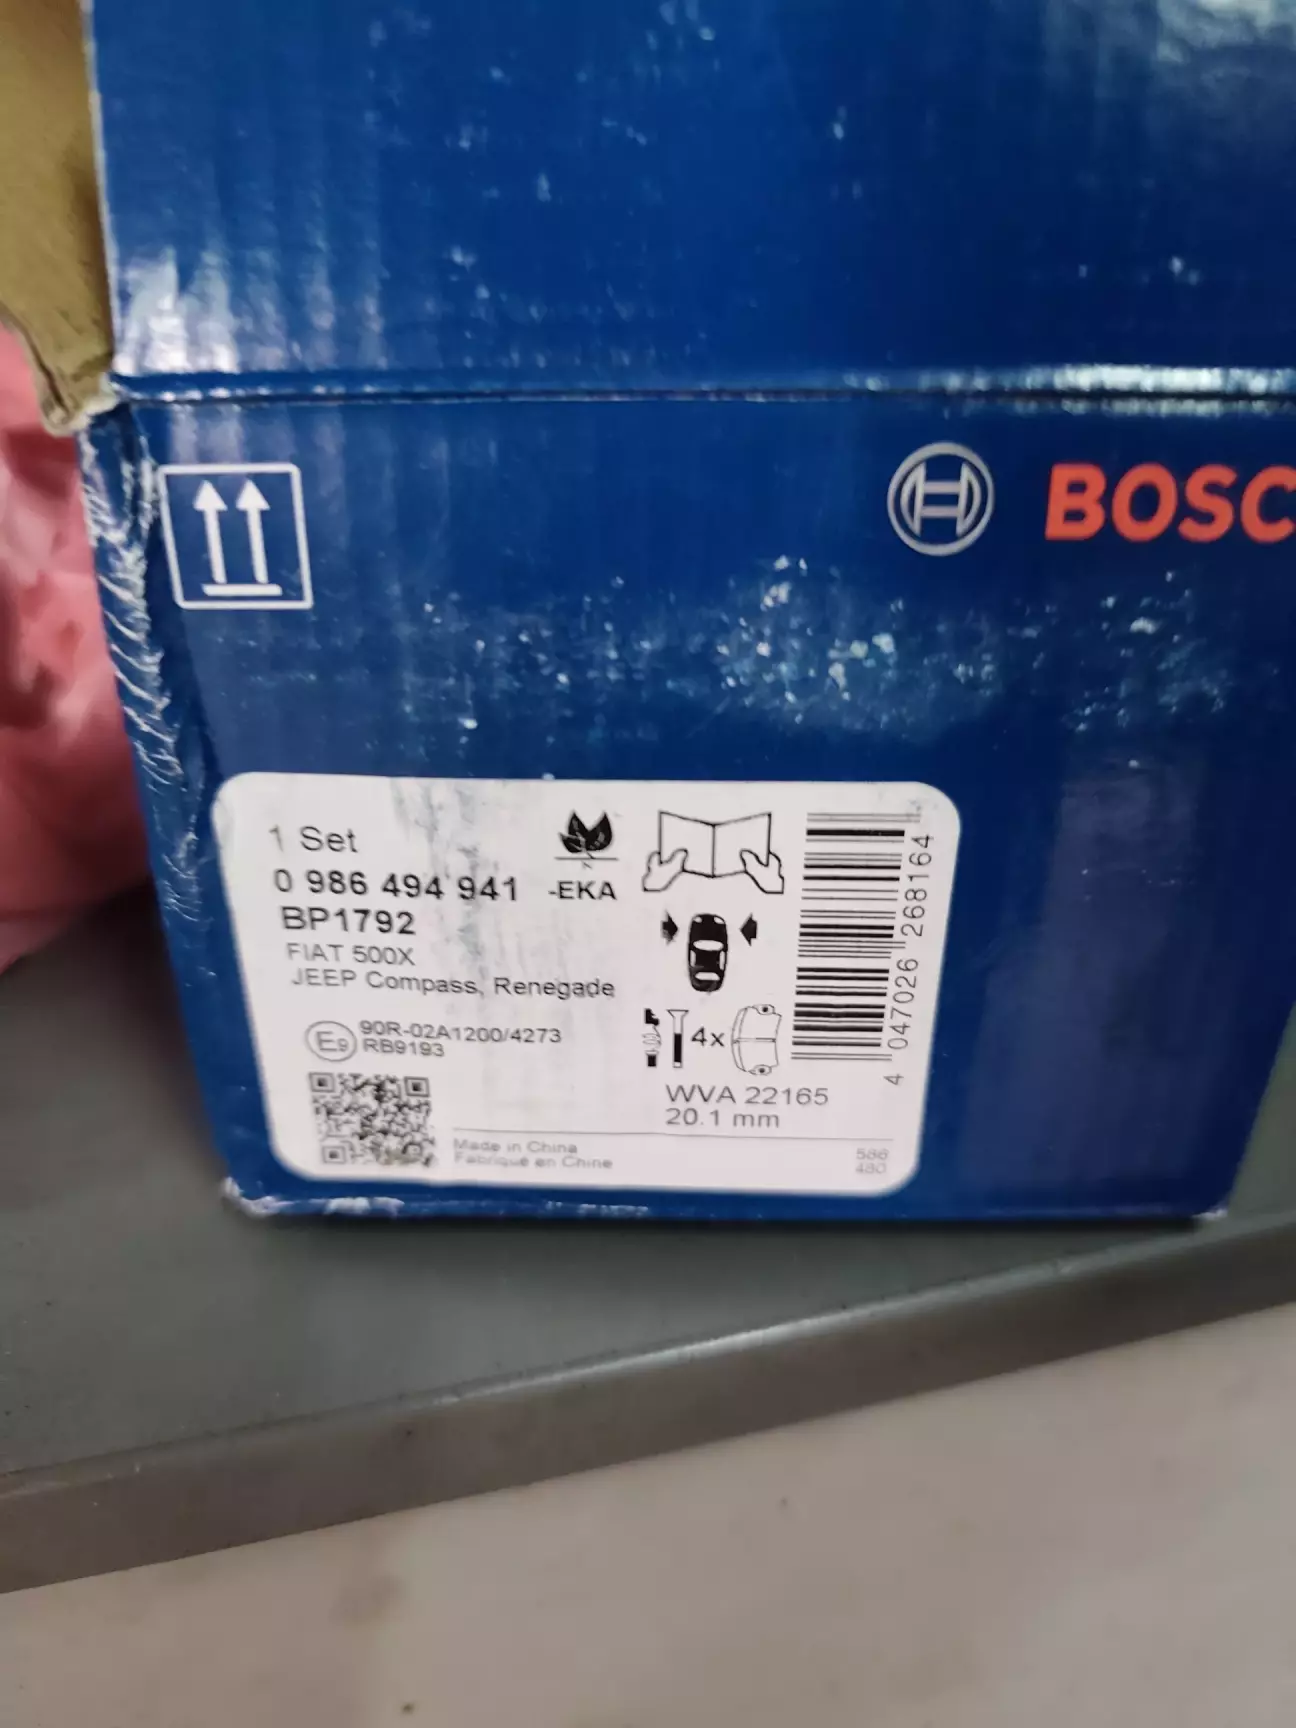 BOSC
1 Set
0 986 494 941 -EKA
BP1792
FIAT 500X
JEEP Compass, Renegade
E9 90R-02A1200/4273
RB9193
4x
WVA 22165
20.1 mm
Made in China
Fabriqué en Chine
586
480
4 047026 268164